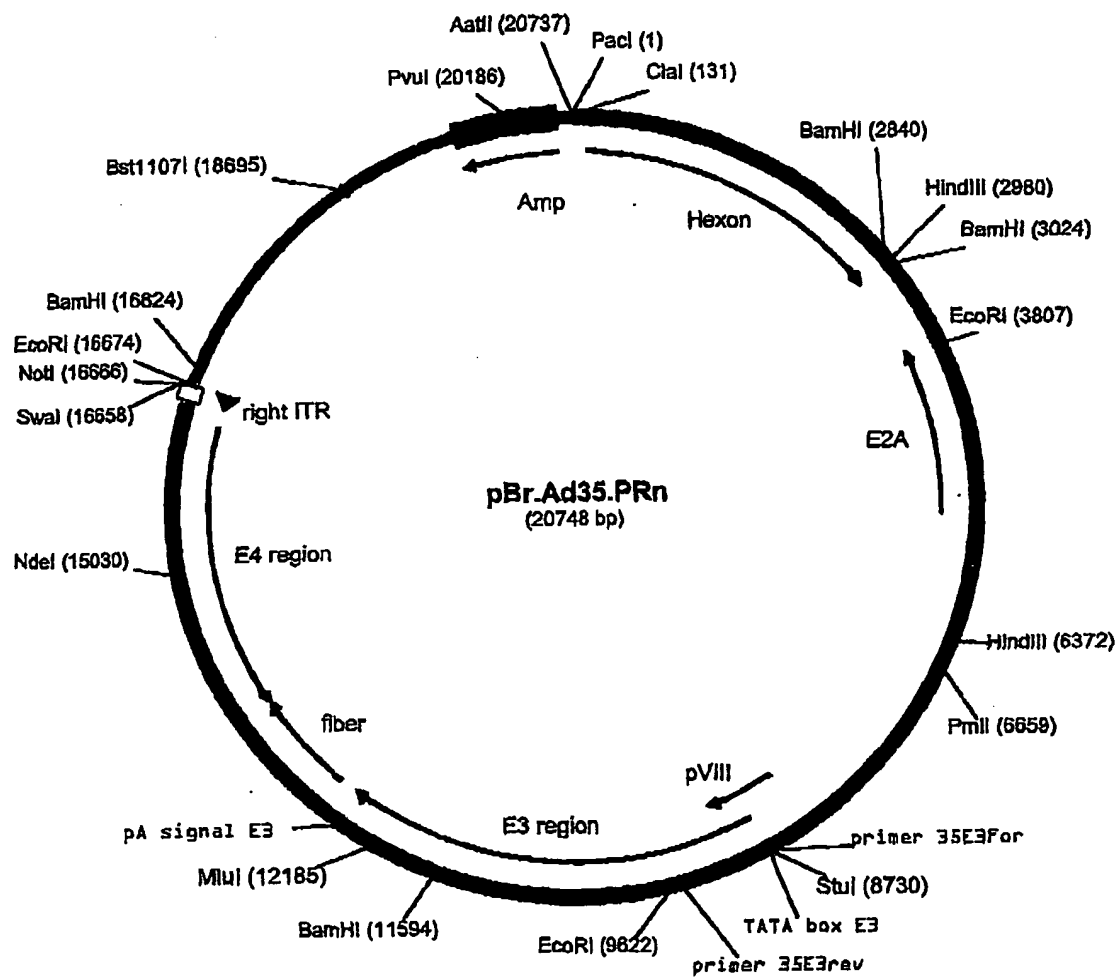 AatII (20737)
PacI (1)
PvuI (20186)
ClaI (131)
BamHI (2840)
Bst1107I (18695)
HindIII (2980)
Amp
Hexon
BamHI (3024)
BamHI (16824)
EcoRI (3807)
EcoRI (16674)
NotI (16666)
SwaI (16658)
right ITR
E2A
pBr.Ad35.PRn
(20748 bp)
E4 region
NdeI (15030)
HindIII (6372)
fiber
PmlI (6659)
pVIII
pA signal E3
E3 region
primer 35E3For
MluI (12185)
StuI (8730)
BamHI (11594)
TATA box E3
EcoRI (9622)
primer 35E3rev